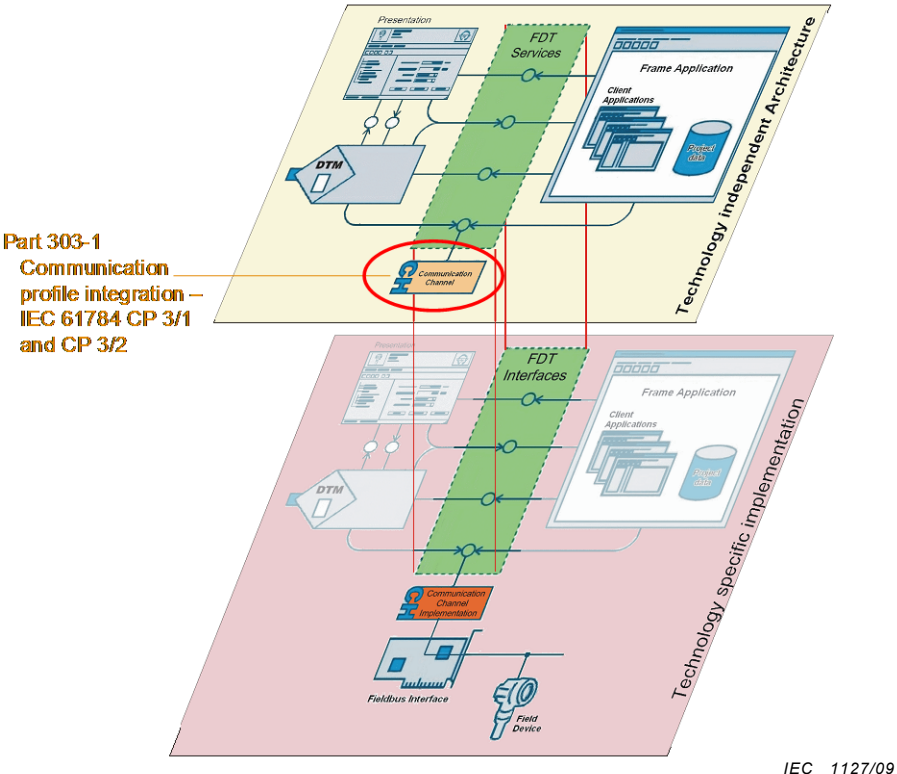 Presentation
FDT
Services
Frame Application
Client
Applications
Project
data
DTM
Technology independent Architecture
Part 303-1
Communication
profile integration –
IEC 61784 CP 3/1
and CP 3/2
CH
Communication
Channel
Presentation
FDT
Interfaces
Frame Application
Client
Applications
Project
data
DTM
Technology specific implementation
CH
Communication
Channel
Implementation
Fieldbus Interface
Field
Device
IEC 1127/09